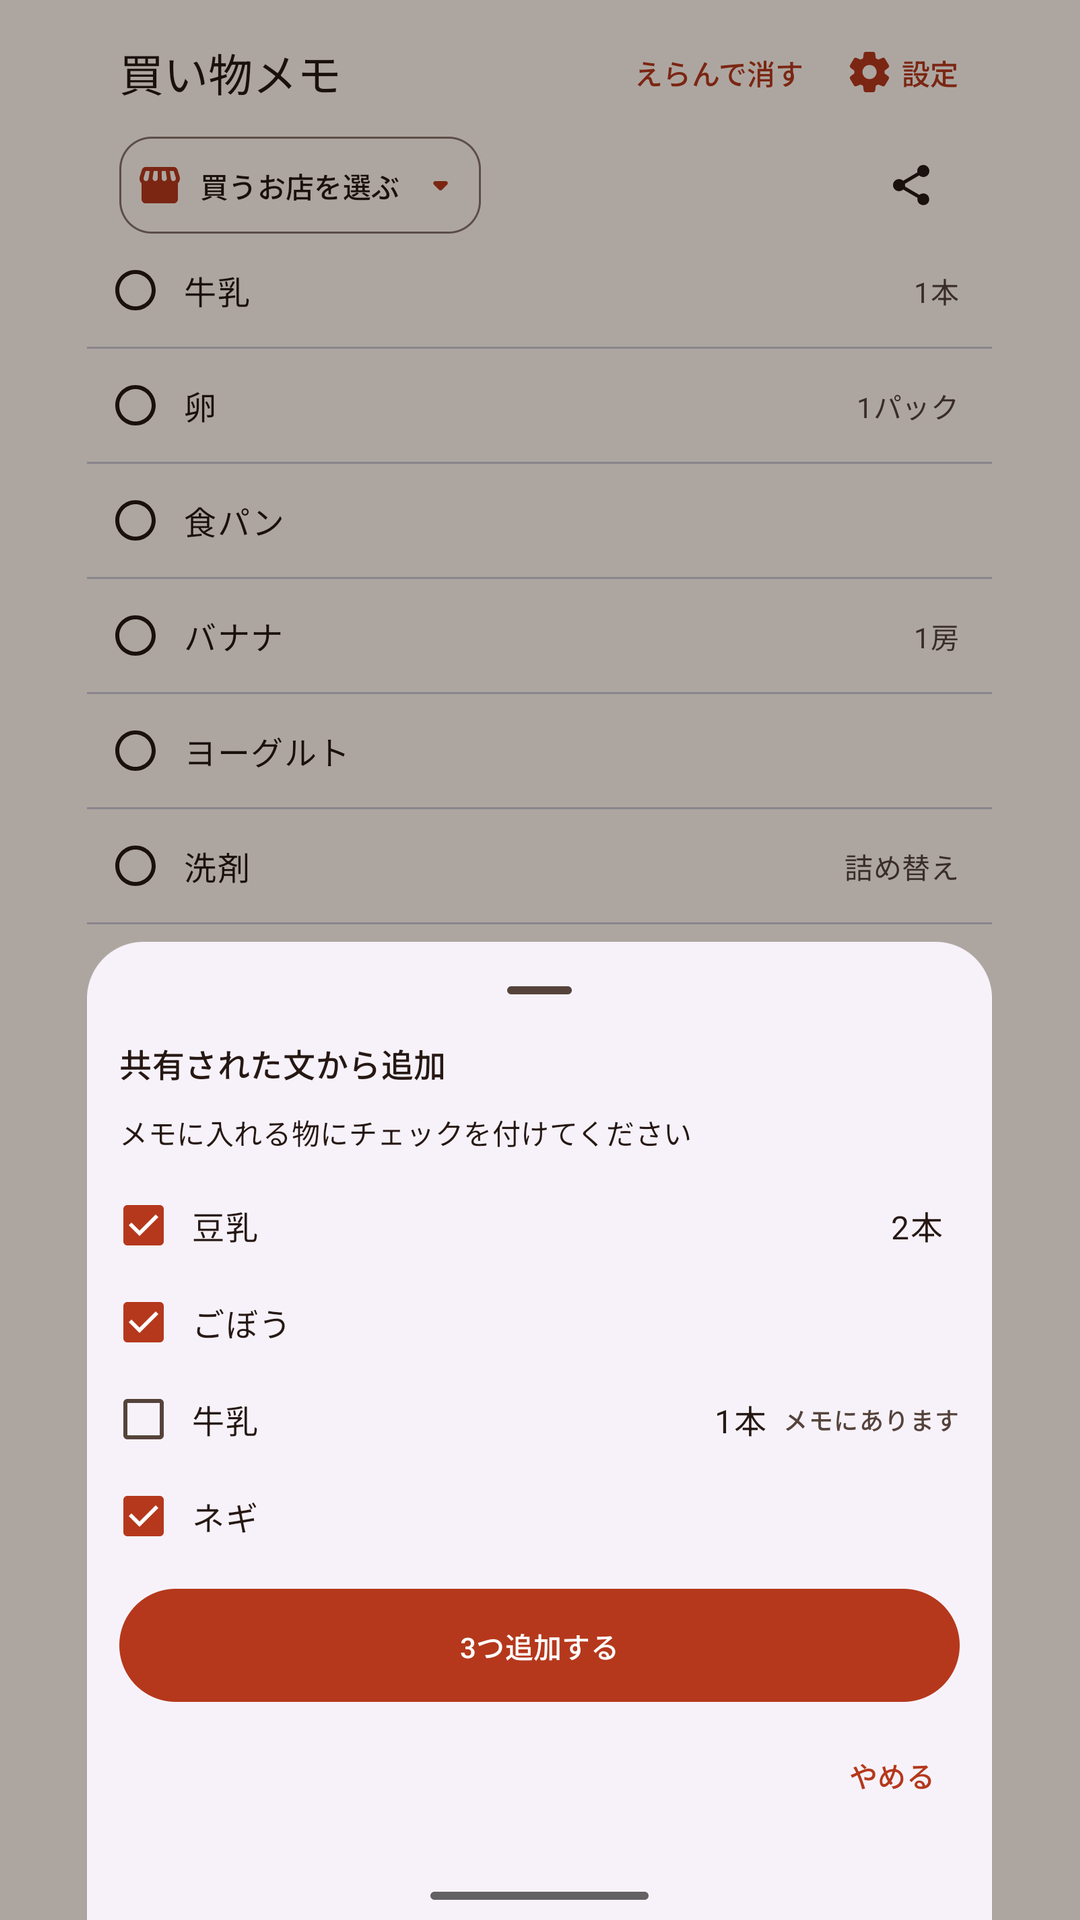 買い物メモ
えらんで消す
設定
買うお店を選ぶ
牛乳 1本
卵 1パック
食パン
バナナ 1房
ヨーグルト
洗剤 詰め替え
共有された文から追加
メモに入れる物にチェックを付けてください
豆乳 2本
ごぼう
牛乳 1本 メモにあります
ネギ
3つ追加する
やめる